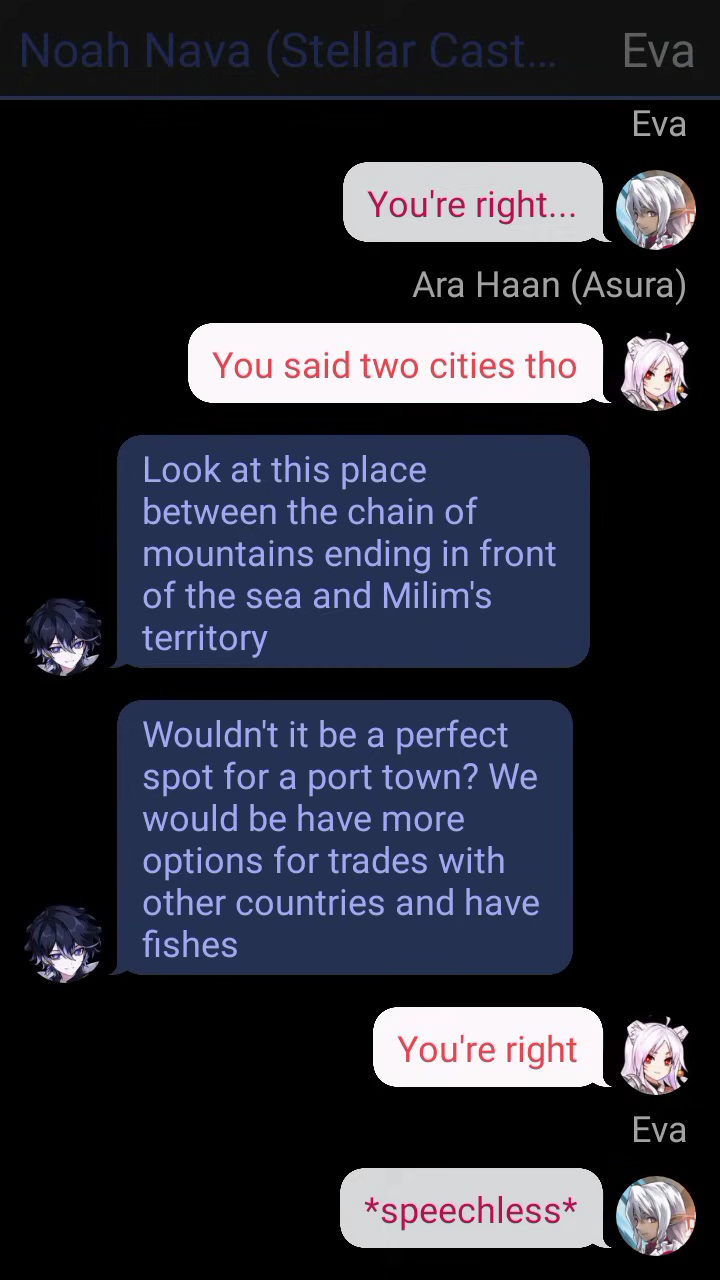 Noah Nava (Stellar Cast... Eva
Eva
You're right...
Ara Haan (Asura)
You said two cities tho
Look at this place
between the chain of
mountains ending in front
of the sea and Milim's
territory
Wouldn't it be a perfect
spot for a port town? We
would be have more
options for trades with
other countries and have
fishes
You're right
Eva
*speechless*